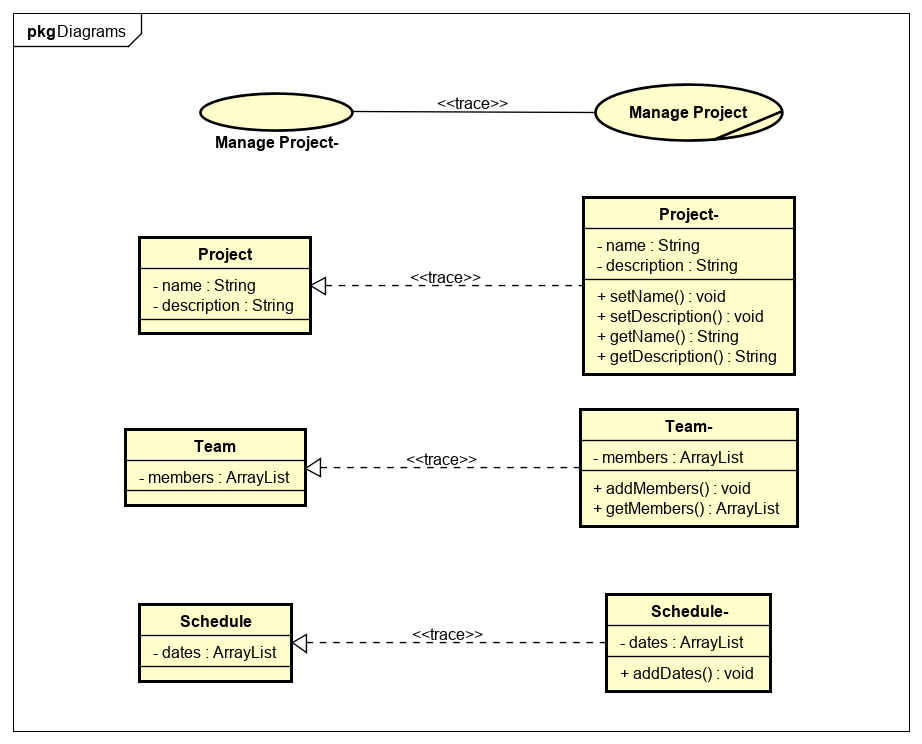 pkg Diagrams
<<trace>>
Manage Project
Manage Project-
Project-
- name : String
- description : String
+ setName() : void
+ setDescription() : void
+ getName() : String
+ getDescription() : String
Project
- name : String
- description : String
<<trace>>
Team-
- members : ArrayList
+ addMembers() : void
+ getMembers() : ArrayList
Team
- members : ArrayList
<<trace>>
Schedule-
- dates : ArrayList
+ addDates() : void
Schedule
- dates : ArrayList
<<trace>>